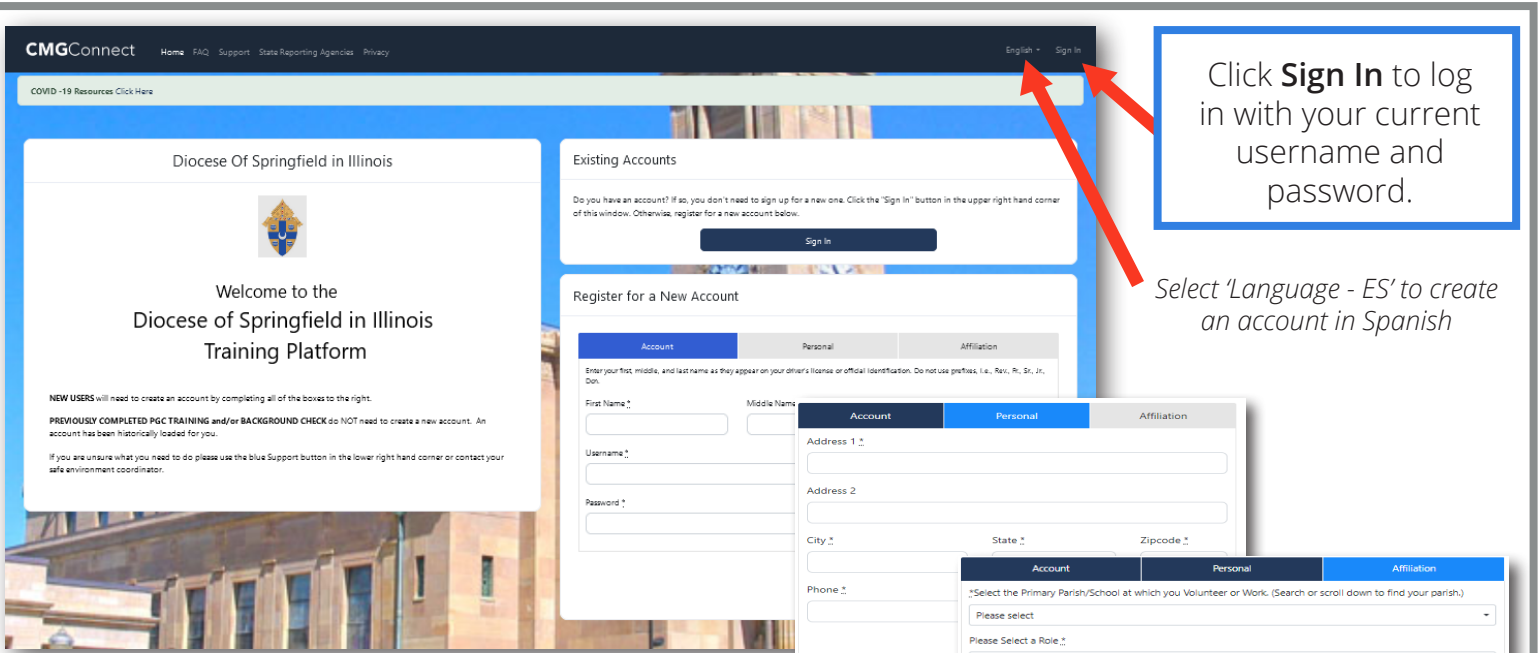 CMGConnect Home FAQ Support State Reporting Agencies Privacy English Sign In
COVID -19 Resources Click Here
Diocese Of Springfield in Illinois
Welcome to the
Diocese of Springfield in Illinois
Training Platform
NEW USERS will need to create an account by completing all of the boxes to the right.
PREVIOUSLY COMPLETED PGC TRAINING and/or BACKGROUND CHECK do NOT need to create a new account. An
account has been historically loaded for you.
If you are unsure what you need to do please use the blue Support button in the lower right hand corner or contact your
safe environment coordinator.
Existing Accounts
Do you have an account? If so, you don't need to sign up for a new one. Click the "Sign In" button in the upper right hand corner
of this window. Otherwise, register for a new account below.
Sign In
Register for a New Account
Account Personal Affiliation
Enter your first, middle, and last name as they appear on your driver's license or official identification. Do not use prefixes, i.e., Rev., Fr., Sr., Jr.,
Dcn.
First Name * Middle Name
Username *
Password *
Account Personal Affiliation
Address 1 *
Address 2
City * State * Zipcode *
Phone *
Account Personal Affiliation
*Select the Primary Parish/School at which you Volunteer or Work. (Search or scroll down to find your parish.)
Please select
Please Select a Role *
Click Sign In to log
in with your current
username and
password.
Select 'Language - ES' to create
an account in Spanish